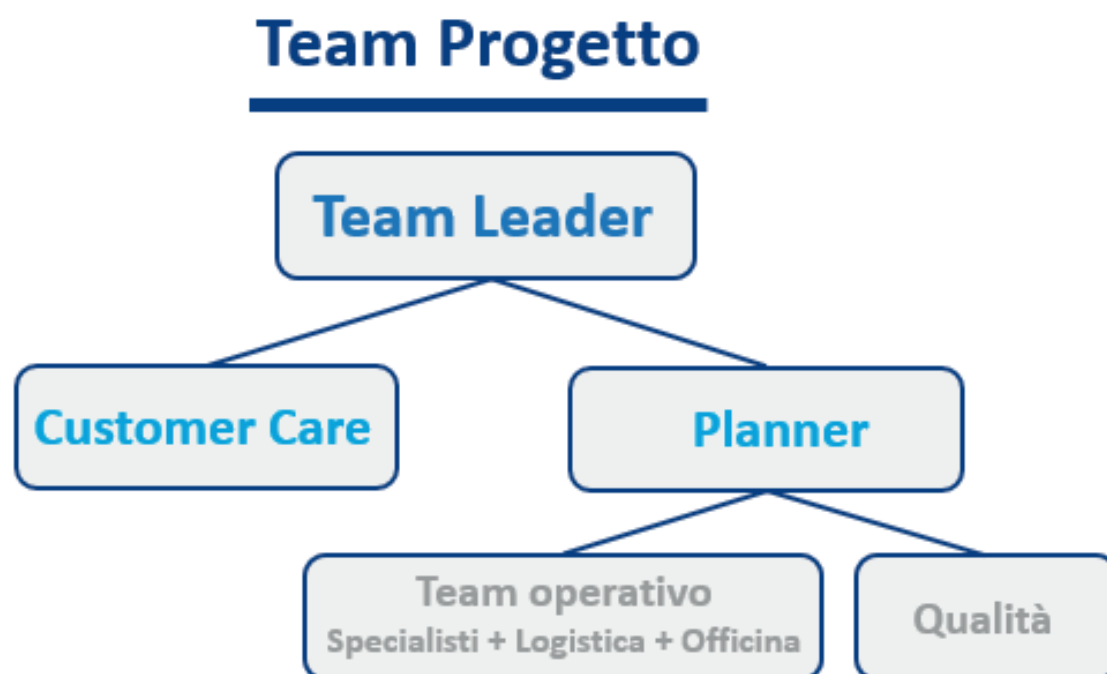 Team Progetto
Team Leader
Customer Care
Planner
Team operativo
Specialisti + Logistica + Officina
Qualità